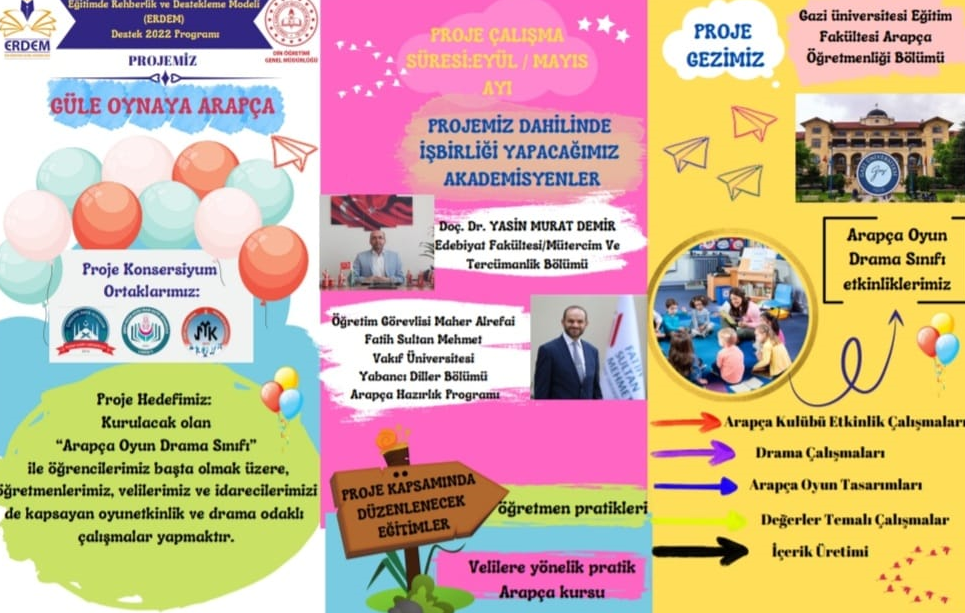 Eğitimde Rehberlik ve Destekleme Modeli
(ERDEM)
Destek 2022 Programı
ERDEM
DİN ÖĞRETİMİ
GENEL MÜDÜRLÜĞÜ
PROJEMİZ
GÜLE OYNAYA ARAPÇA
Proje Konsersiyum
Ortaklarımız:
Proje Hedefimiz:
Kurulacak olan
“Arapça Oyun Drama Sınıfı”
ile öğrencilerimiz başta olmak üzere,
öğretmenlerimiz, velilerimiz ve idarecilerimizi
de kapsayan oyunetkinlik ve drama odaklı
çalışmalar yapmaktır.
PROJE ÇALIŞMA
SÜRESİ:EYÜL / MAYIS
AYI
PROJEMİZ DAHİLİNDE
İŞBİRLİĞİ YAPACAĞIMIZ
AKADEMİSYENLER
Doç. Dr. YASİN MURAT DEMİR
Edebiyat Fakültesi/Mütercim Ve
Tercümanlik Bölümü
Öğretim Görevlisi Maher Alrefai
Fatih Sultan Mehmet
Vakıf Üniversitesi
Yabancı Diller Bölümü
Arapça Hazırlık Programı
FATİH
SULTAN
MEHMET
PROJE KAPSAMINDA
DÜZENLENECEK
EĞİTİMLER
öğretmen pratikleri
Velilere yönelik pratik
Arapça kursu
PROJE
GEZİMİZ
Gazi üniversitesi Eğitim
Fakültesi Arapça
Öğretmenliği Bölümü
Arapça Oyun
Drama Sınıfı
etkinliklerimiz
Arapça Kulübü Etkinlik Çalışmaları
Drama Çalışmaları
Arapça Oyun Tasarımları
Değerler Temalı Çalışmalar
İçerik Üretimi